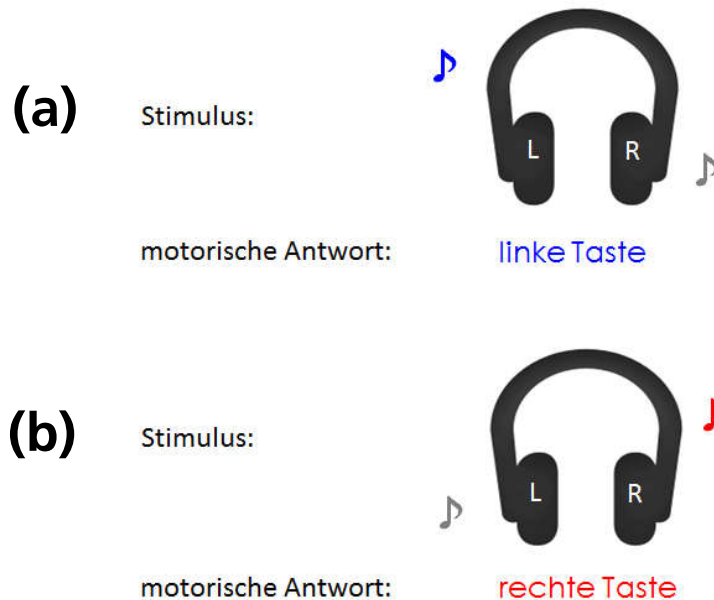 (a)
Stimulus:
L R
motorische Antwort: linke Taste
(b)
Stimulus:
L R
motorische Antwort: rechte Taste